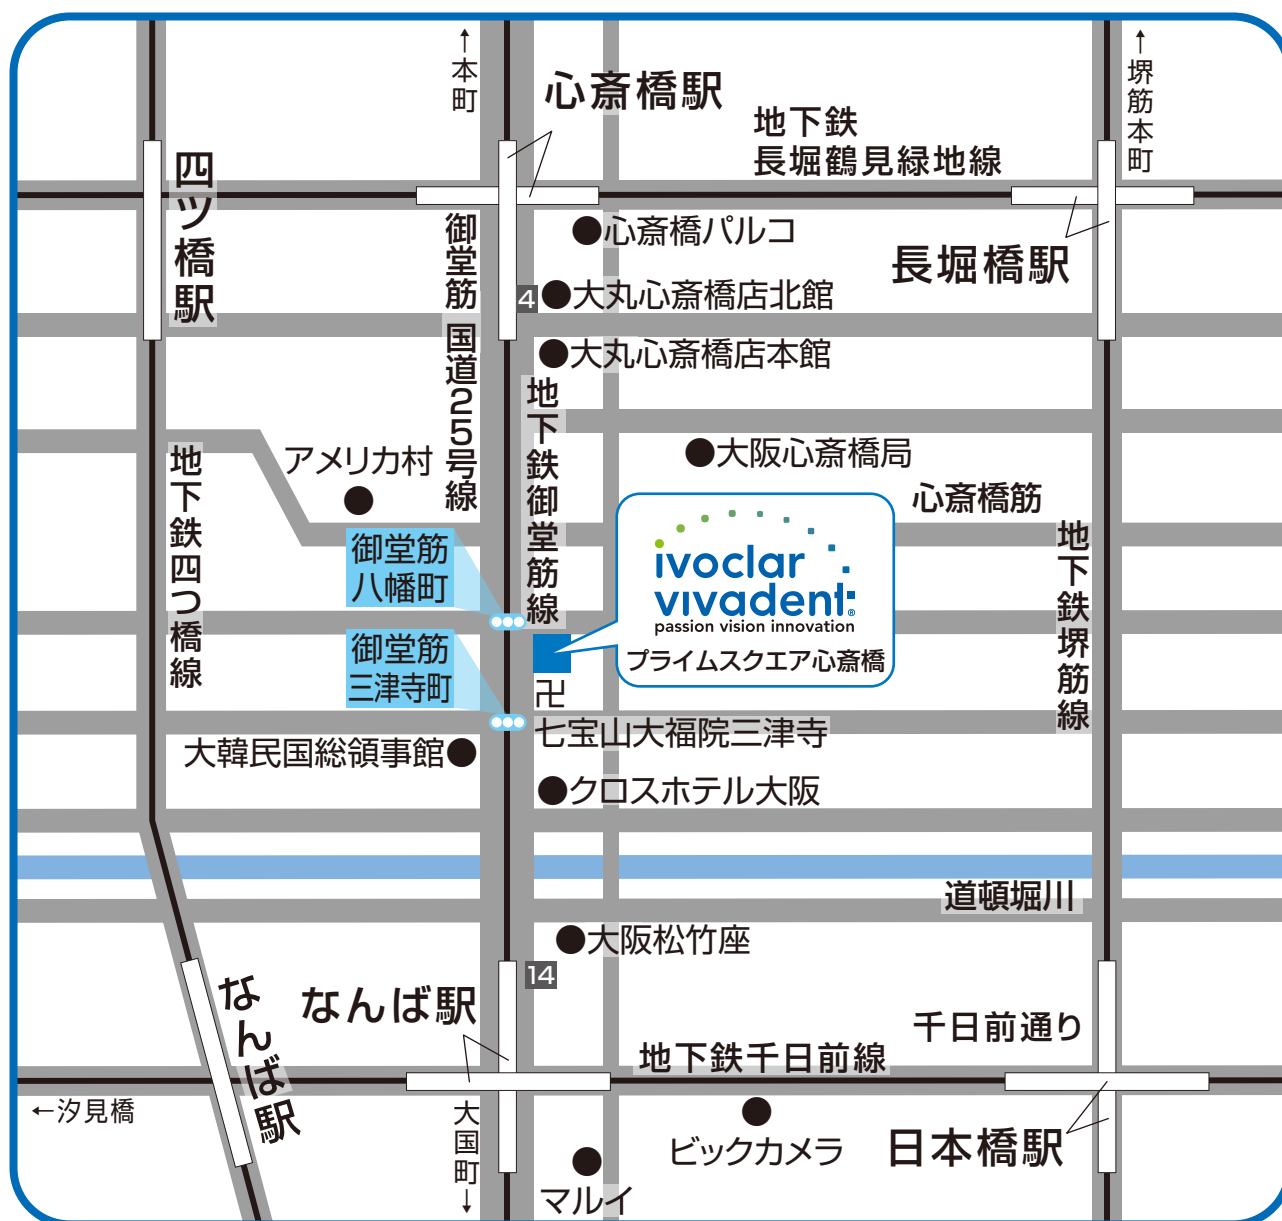 ↑本町
心斎橋駅
地下鉄
長堀鶴見緑地線
↑堺筋本町
四ツ橋駅
御堂筋
国道25号線
心斎橋パルコ
長堀橋駅
4
大丸心斎橋店北館
大丸心斎橋店本館
地下鉄御堂筋線
地下鉄四つ橋線
アメリカ村
大阪心斎橋局
心斎橋筋
地下鉄堺筋線
御堂筋
八幡町
ivoclar
vivadent:®
passion vision innovation
プライムスクエア心斎橋
御堂筋
三津寺町
卍
七宝山大福院三津寺
大韓民国総領事館
クロスホテル大阪
道頓堀川
大阪松竹座
14
なんば駅
なんば駅
千日前通り
地下鉄千日前線
←汐見橋
大国町↓
ビックカメラ
日本橋駅
マルイ